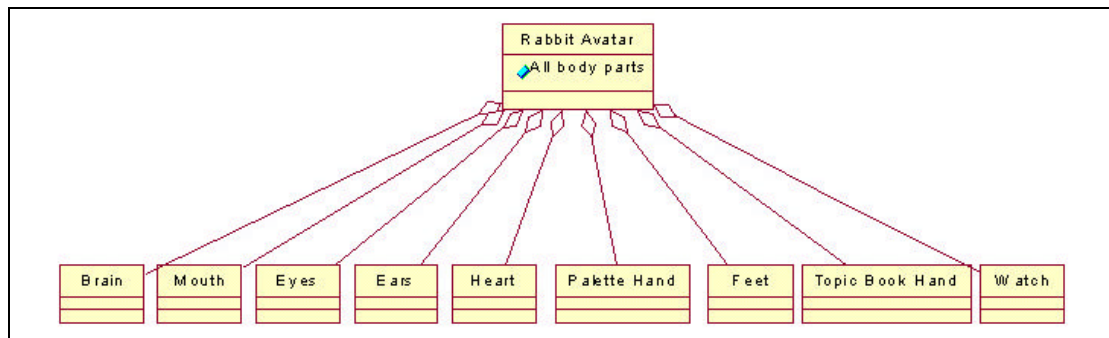 Rabbit Avatar
All body parts
Brain
Mouth
Eyes
Ears
Heart
Palette Hand
Feet
Topic Book Hand
Watch